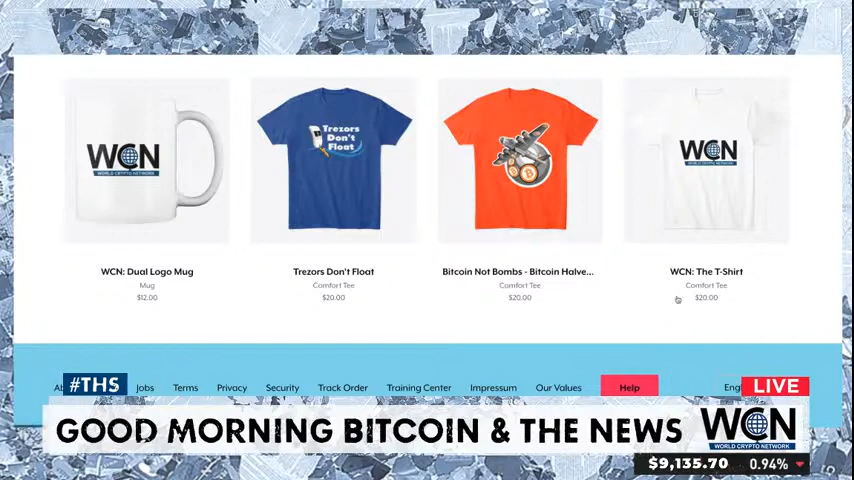 WCN
WORLD CRYPTO NETWORK
Trezors
Don't
Float
WCN
WORLD CRYPTO NETWORK
WCN: Dual Logo Mug
Mug
$12.00
Trezors Don't Float
Comfort Tee
$20.00
Bitcoin Not Bombs - Bitcoin Halve...
Comfort Tee
$20.00
WCN: The T-Shirt
Comfort Tee
$20.00
#THS
Jobs
Terms
Privacy
Security
Track Order
Training Center
Impressum
Our Values
Help
LIVE
GOOD MORNING BITCOIN & THE NEWS
WCN
WORLD CRYPTO NETWORK
$9,135.70 0.94%